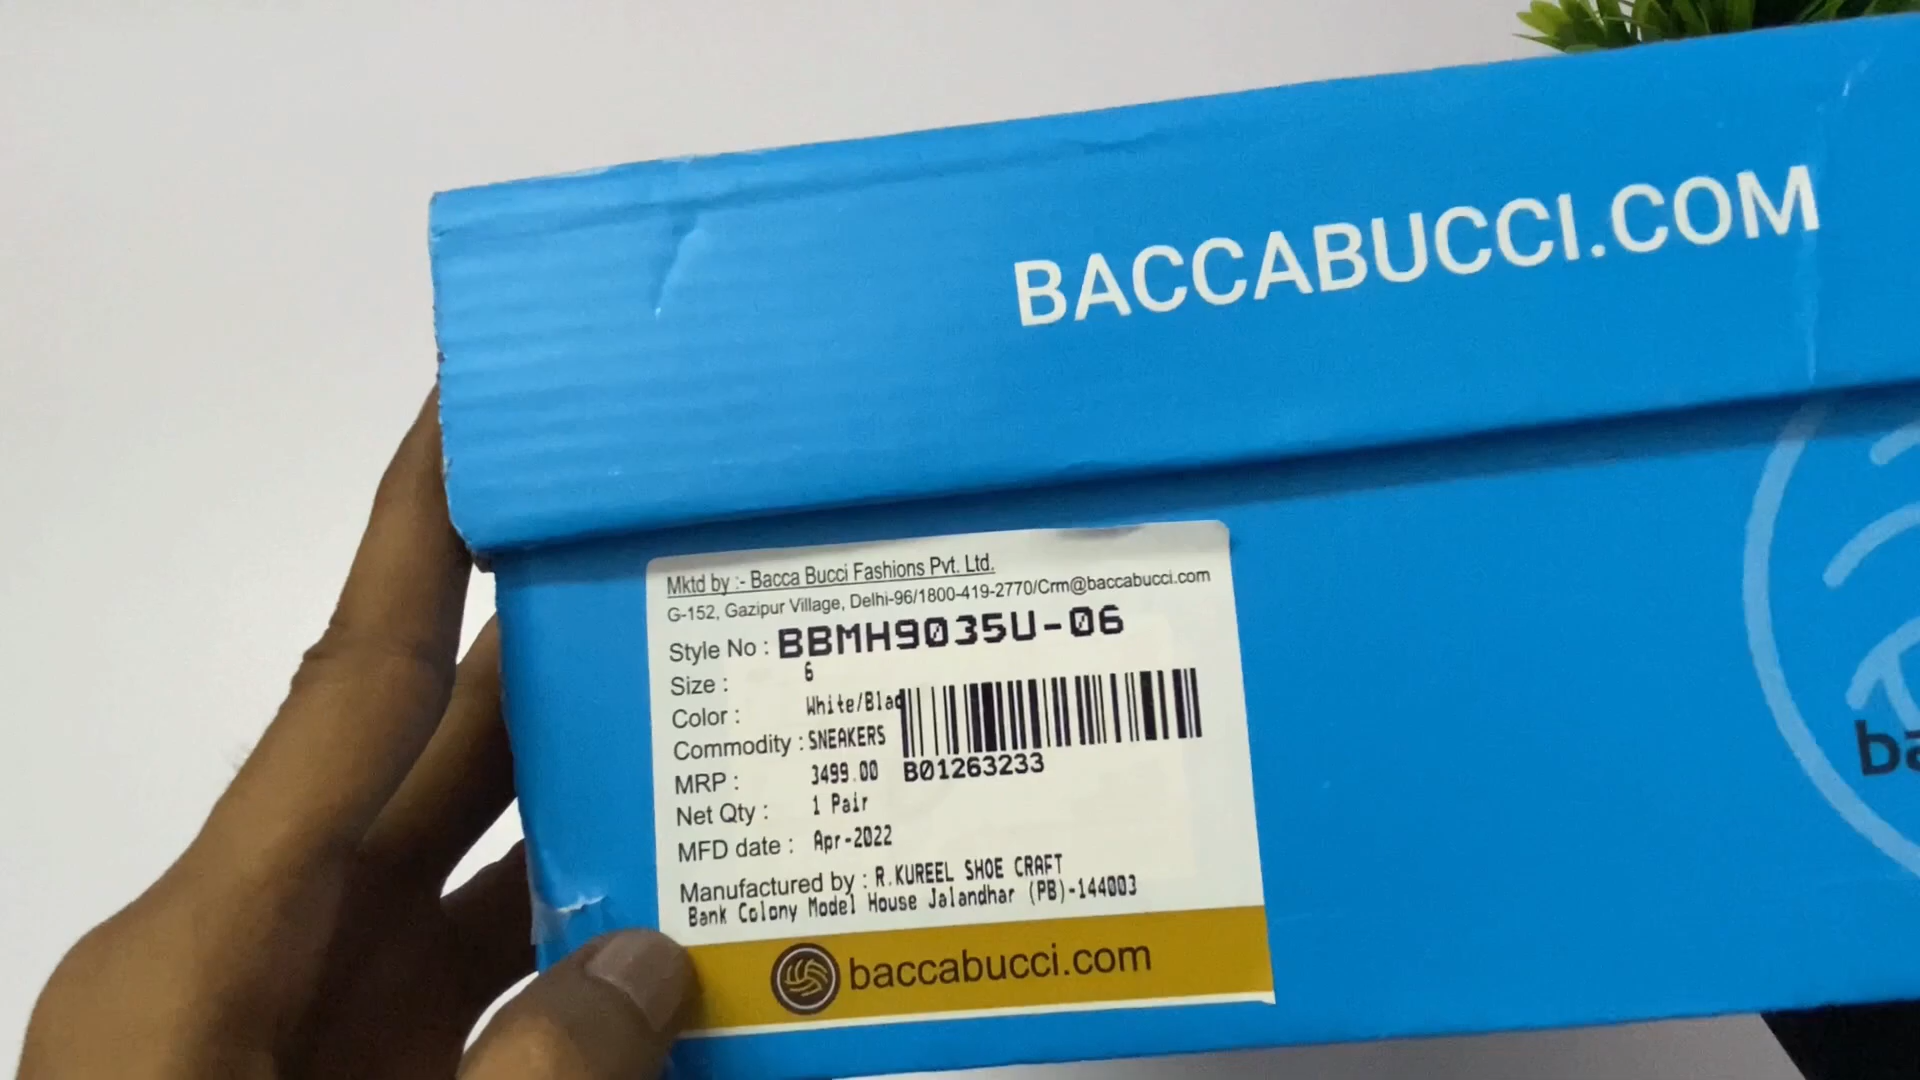 BACCABUCCI.COM
Mktd by :- Bacca Bucci Fashions Pvt. Ltd.
G-152, Gazipur Village, Delhi-96/1800-419-2770/Crm@baccabucci.com
Style No : BBMH9035U-06
Size : 6
Color : White/Blac
Commodity : SNEAKERS
MRP : 3499.00
B01263233
Net Qty : 1 Pair
MFD date : Apr-2022
Manufactured by : R.KUREEL SHOE CRAFT
Bank Colony Model House Jalandhar (PB)-144003
baccabucci.com
ba